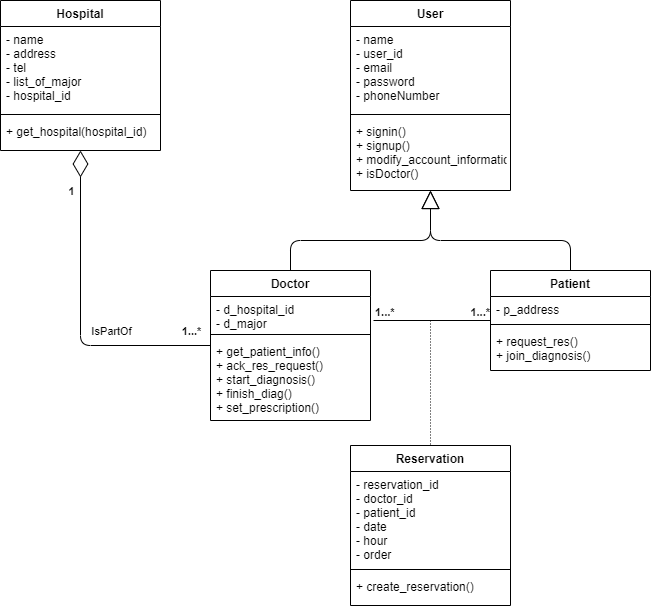 Hospital
- name
- address
- tel
- list_of_major
- hospital_id
+ get_hospital(hospital_id)
User
- name
- user_id
- email
- password
- phoneNumber
+ signin()
+ signup()
+ modify_account_informatic
+ isDoctor()
1
IsPartOf
1...*
Doctor
- d_hospital_id
- d_major
+ get_patient_info()
+ ack_res_request()
+ start_diagnosis()
+ finish_diag()
+ set_prescription()
1...*
1...*
Patient
- p_address
+ request_res()
+ join_diagnosis()
Reservation
- reservation_id
- doctor_id
- patient_id
- date
- hour
- order
+ create_reservation()